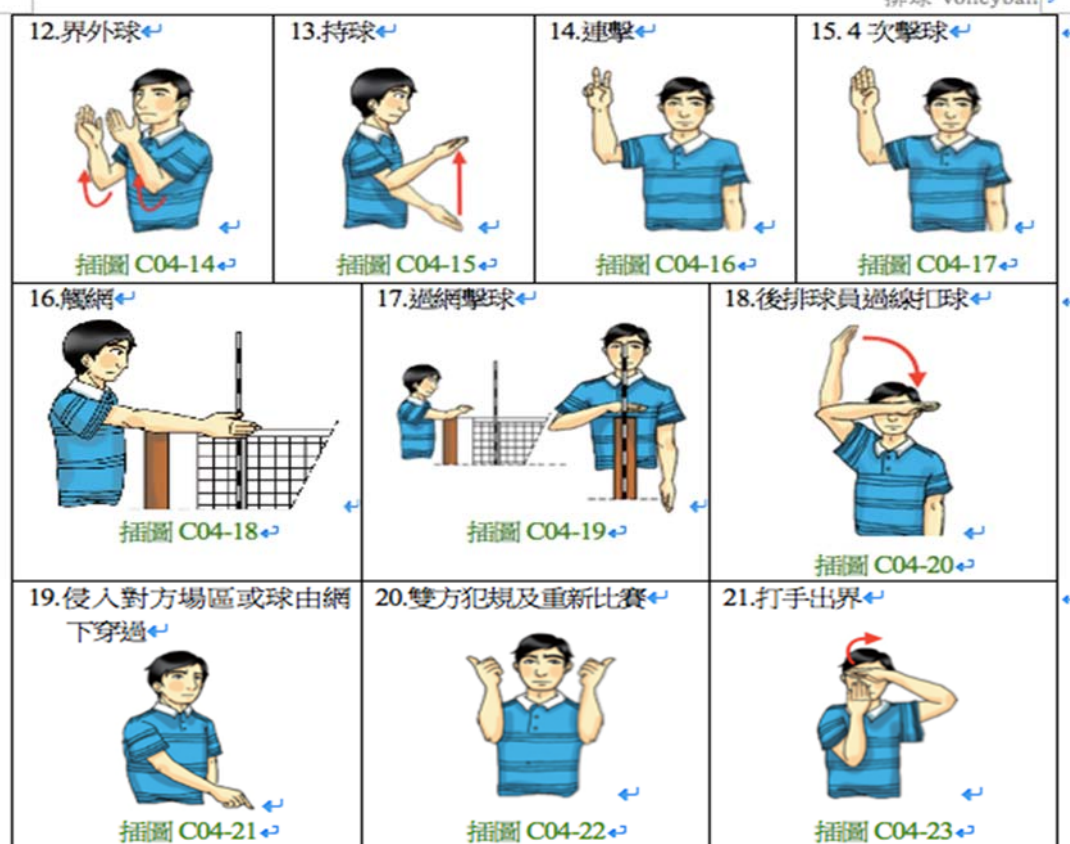 排球 Volleyball
12.界外球
13.持球
14.連擊
15. 4 次擊球
插圖 C04-14
插圖 C04-15
插圖 C04-16
插圖 C04-17
16.觸網
17.過網擊球
18.後排球員過線扣球
插圖 C04-18
插圖 C04-19
插圖 C04-20
19.侵入對方場區或球由網
下穿過
20.雙方犯規及重新比賽
21.打手出界
插圖 C04-21
插圖 C04-22
插圖 C04-23